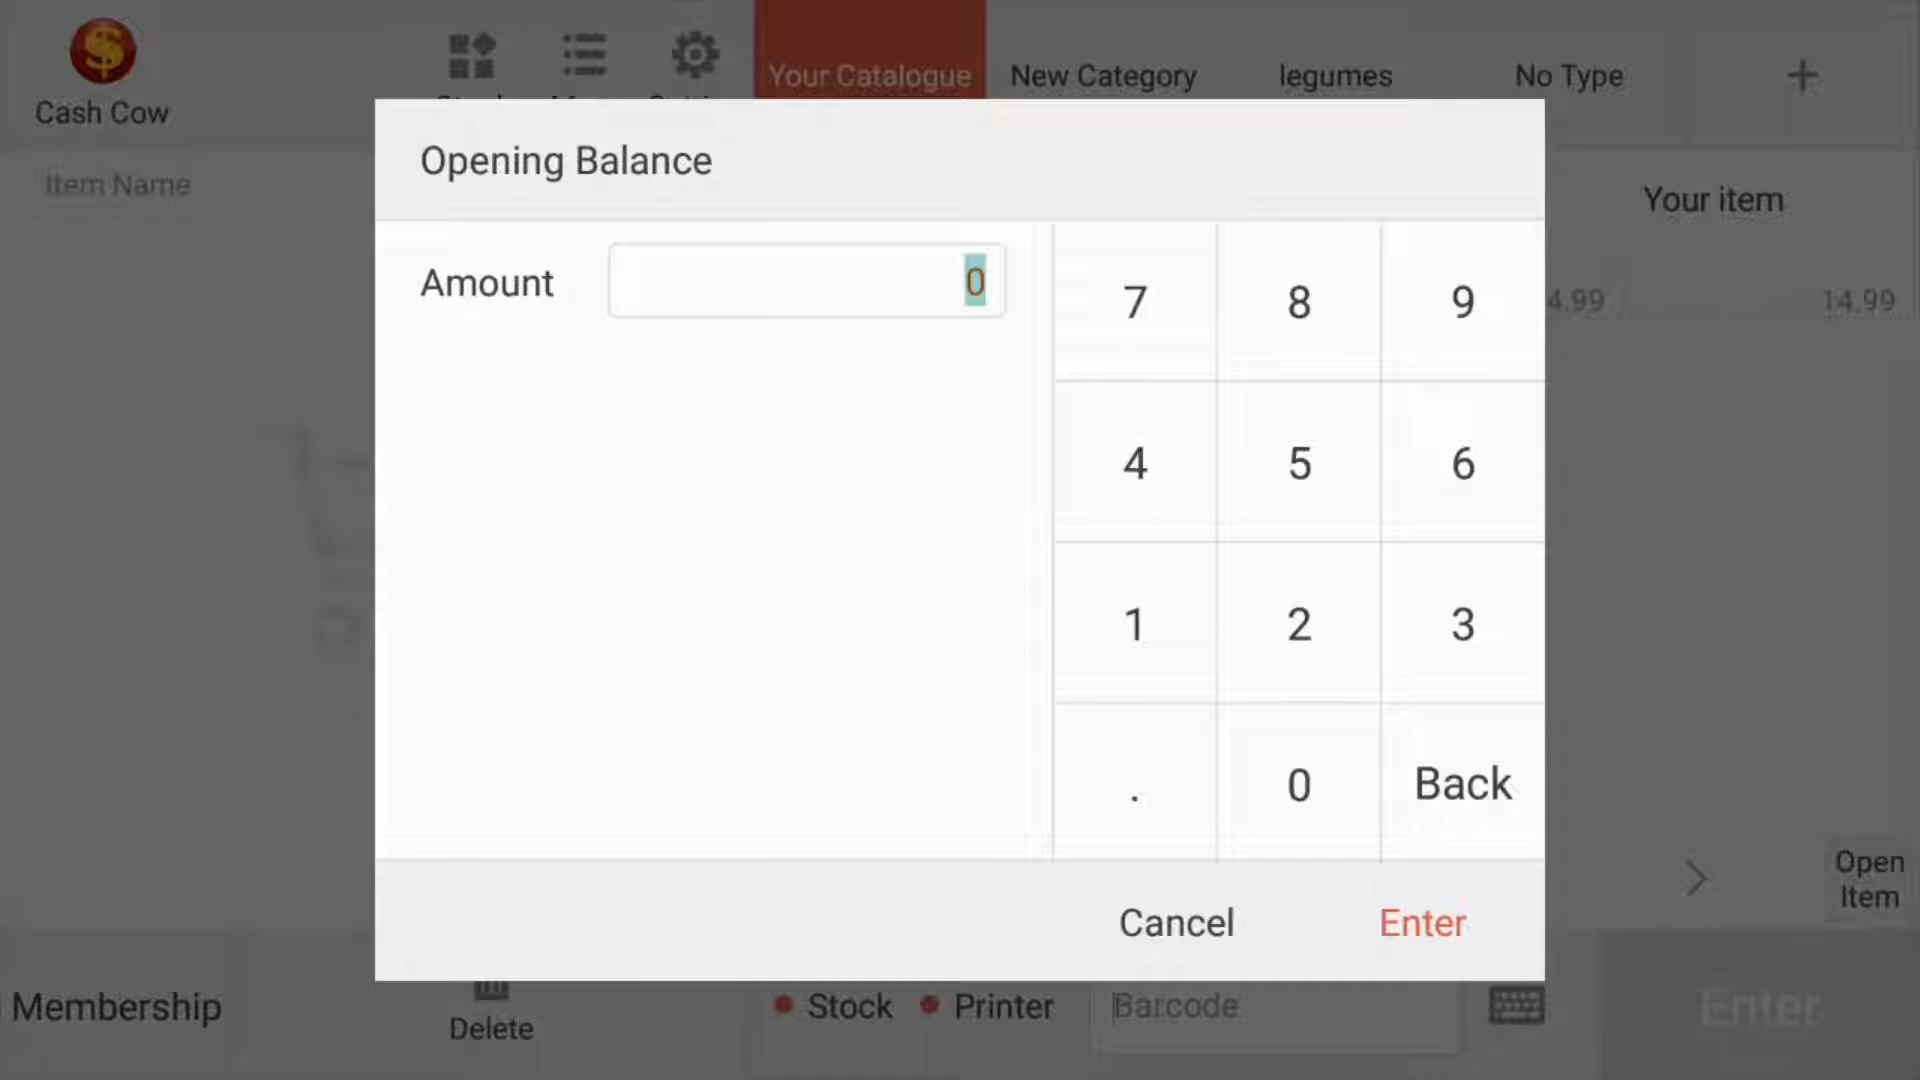 Cash Cow
Your Catalogue
New Category
legumes
No Type
+
Item Name
Opening Balance
Your item
Amount
0
7
8
9
4.99
14.99
4
5
6
1
2
3
.
0
Back
Open
Item
Cancel
Enter
Membership
Delete
Stock
Printer
Barcode
Enter